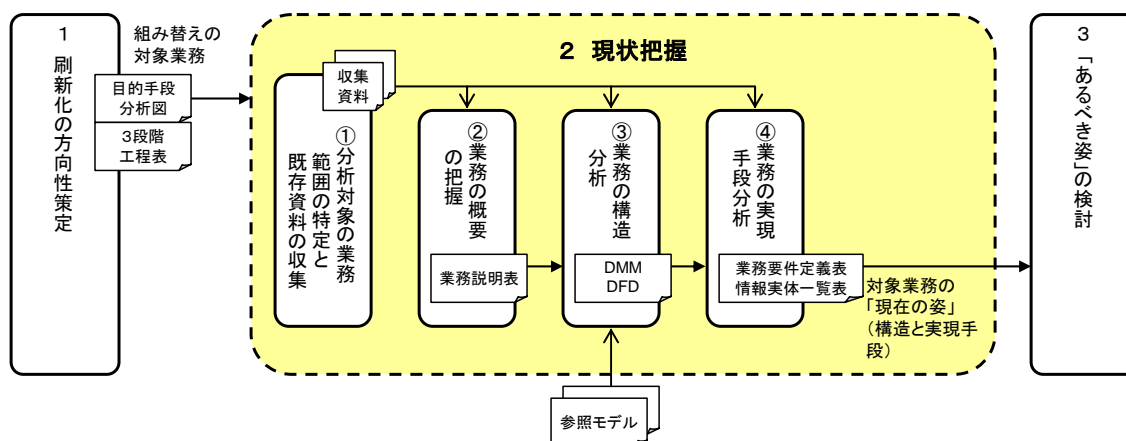 1
刷新化の方向性策定
組み替えの
対象業務
目的手段
分析図
3段階
工程表
2 現状把握
収集
資料
①分析対象の業務
範囲の特定と
既存資料の収集
②業務の概要
の把握
業務説明表
③業務の構造
分析
DMM
DFD
④業務の実現
手段分析
業務要件定義表
情報実体一覧表
対象業務の
「現在の姿」
（構造と実現手
段）
参照モデル
3
「あるべき姿」の検討